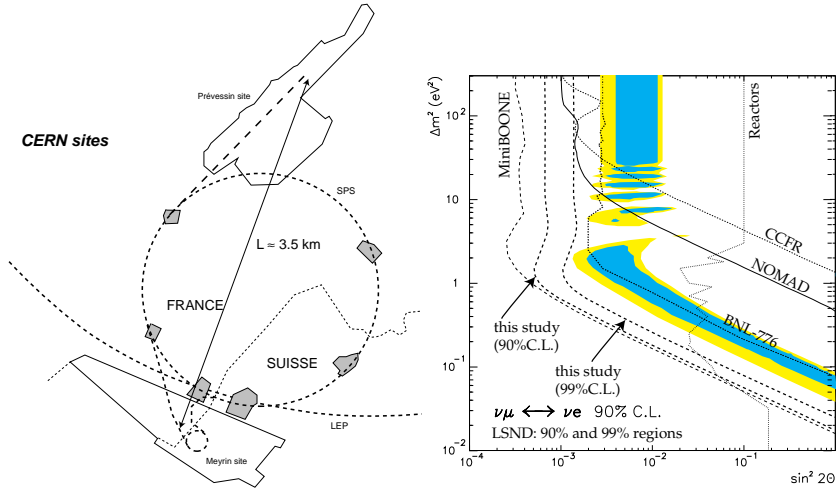 Prévessin site
CERN sites
SPS
L ≃ 3.5 km
FRANCE
SUISSE
LEP
Meyrin site
Δm² (eV²)
10²
10
1
10⁻¹
10⁻²
MiniBOONE
Reactors
CCFR
NOMAD
BNL-776
this study
(90%C.L.)
this study
(99%C.L.)
νμ ⟷ νe 90% C.L.
LSND: 90% and 99% regions
10⁻⁴ 10⁻³ 10⁻² 10⁻¹
sin² 2Θ